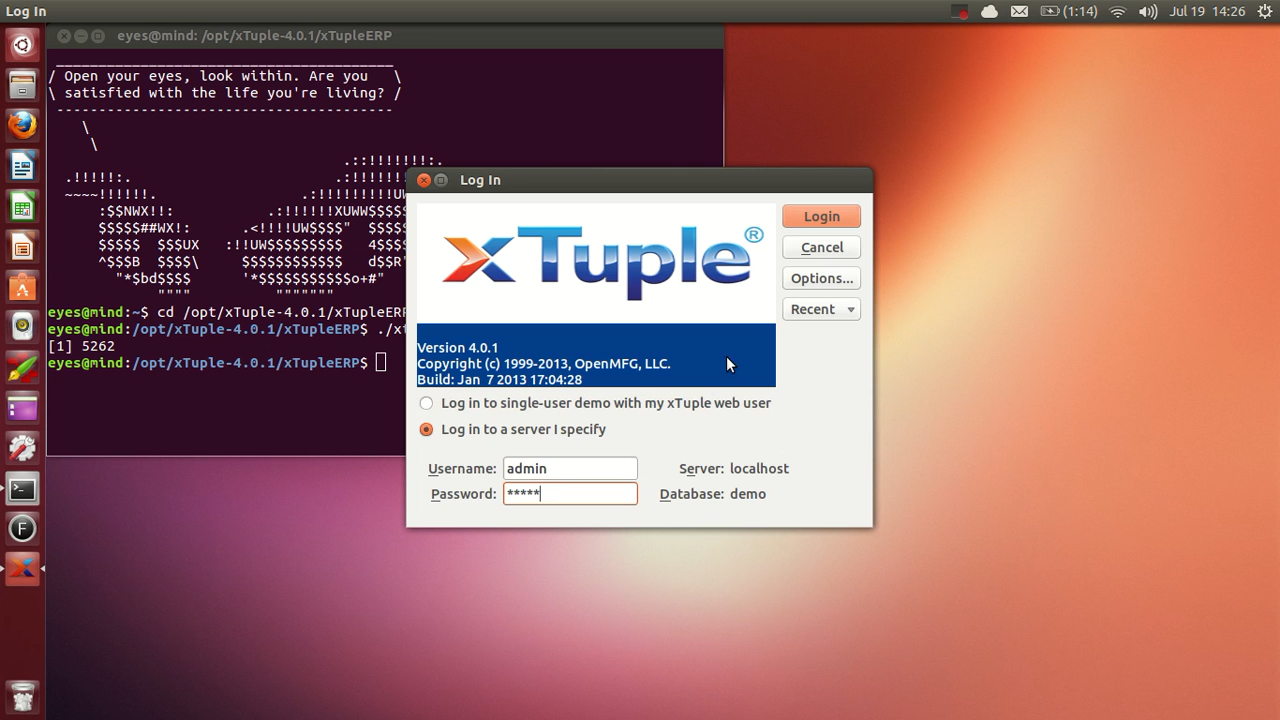 Log In
(1:14)
Jul 19 14:26
eyes@mind: /opt/xTuple-4.0.1/xTupleERP
/ Open your eyes, look within. Are you \
\ satisfied with the life you're living? /
eyes@mind:~$ cd /opt/xTuple-4.0.1/xTupleERP
eyes@mind:/opt/xTuple-4.0.1/xTupleERP$ ./xt
[1] 5262
eyes@mind:/opt/xTuple-4.0.1/xTupleERP$
Log In
xTuple®
Version 4.0.1
Copyright (c) 1999-2013, OpenMFG, LLC.
Build: Jan 7 2013 17:04:28
Login
Cancel
Options...
Recent
Log in to single-user demo with my xTuple web user
Log in to a server I specify
Username: admin
Server: localhost
Password: *****
Database: demo
F